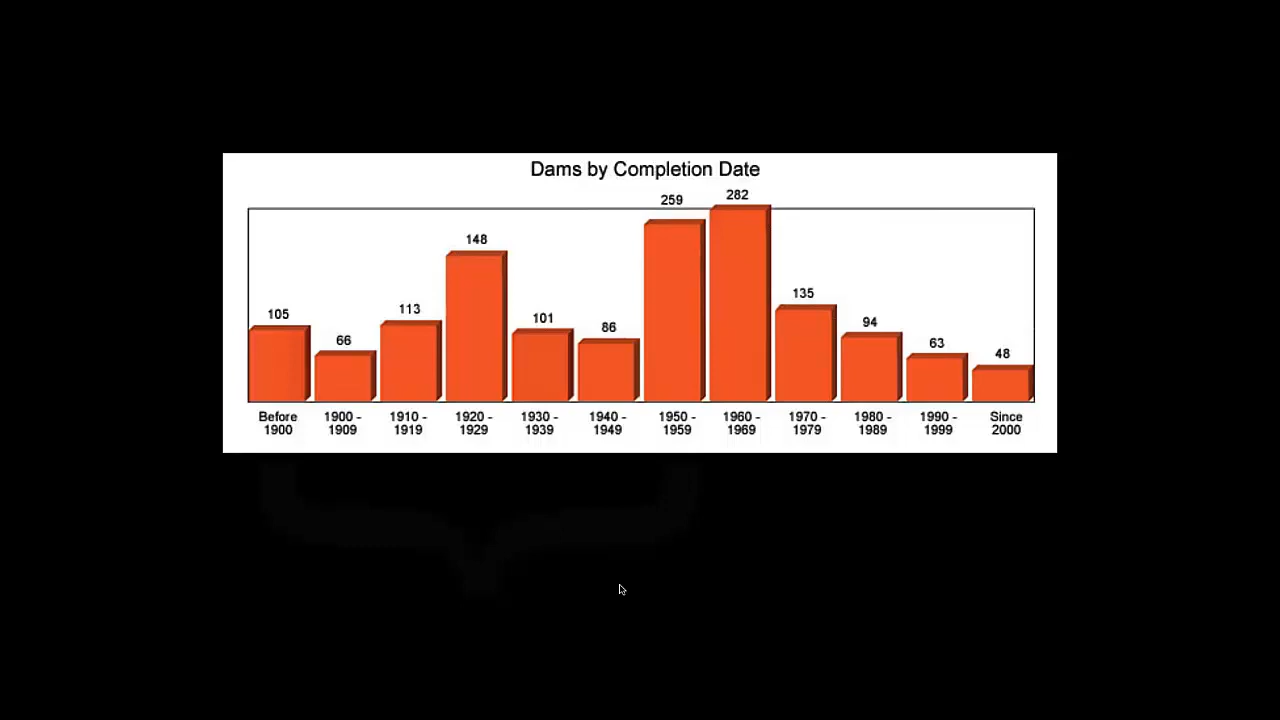 Dams by Completion Date
105
66
113
148
101
86
259
282
135
94
63
48
Before 1900
1900 - 1909
1910 - 1919
1920 - 1929
1930 - 1939
1940 - 1949
1950 - 1959
1960 - 1969
1970 - 1979
1980 - 1989
1990 - 1999
Since 2000